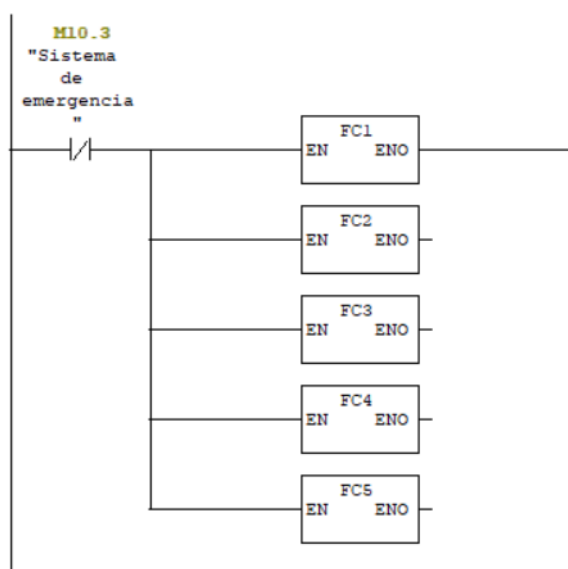 M10.3
"Sistema
de
emergencia
"
FC1
EN ENO
FC2
EN ENO
FC3
EN ENO
FC4
EN ENO
FC5
EN ENO